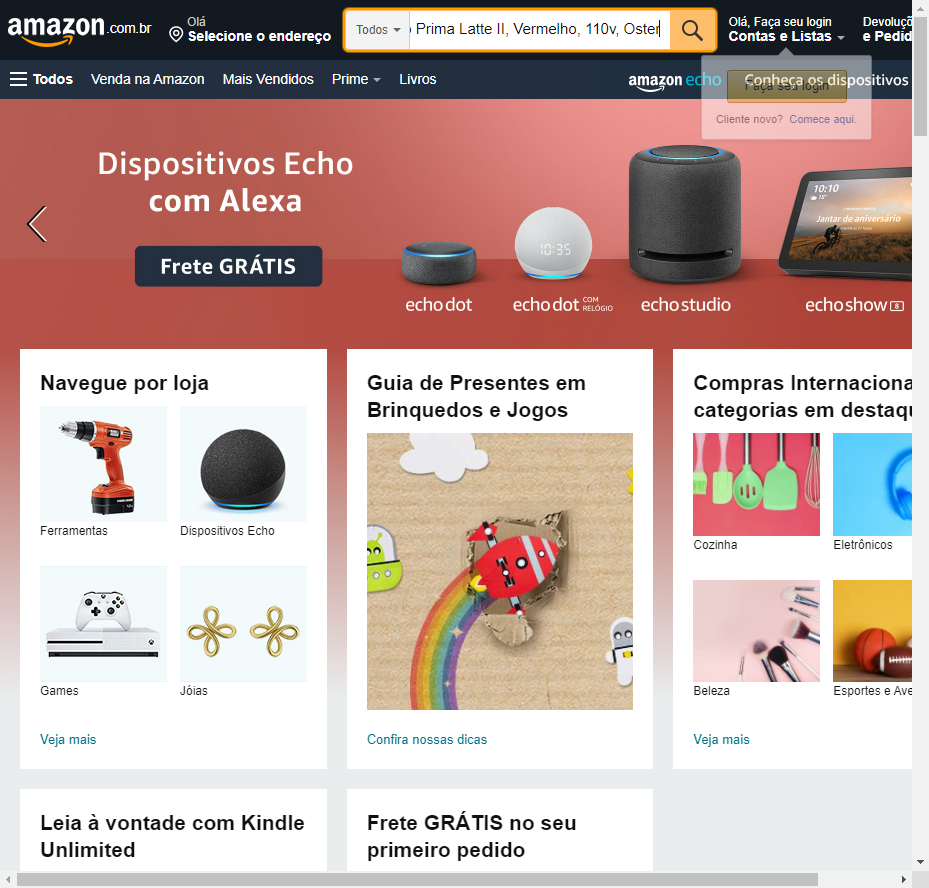 amazon.com.br
Olá
Selecione o endereço
Todos
Prima Latte II, Vermelho, 110v, Oster
Olá, Faça seu login
Contas e Listas
Devoluçõ
e Pedid
Todos
Venda na Amazon
Mais Vendidos
Prime
Livros
amazon echo
Conheça os dispositivos
Faça seu login
Cliente novo? Comece aqui.
Dispositivos Echo
com Alexa
Frete GRÁTIS
10:35
10:10
Jantar de aniversário
echo dot
echo dot COM RELÓGIO
echo studio
echo show 8
Navegue por loja
Ferramentas
Dispositivos Echo
Games
Jóias
Veja mais
Guia de Presentes em
Brinquedos e Jogos
Confira nossas dicas
Compras Internaciona
categorias em destaqu
Cozinha
Eletrônicos
Beleza
Esportes e Ave
Veja mais
Leia à vontade com Kindle
Unlimited
Frete GRÁTIS no seu
primeiro pedido